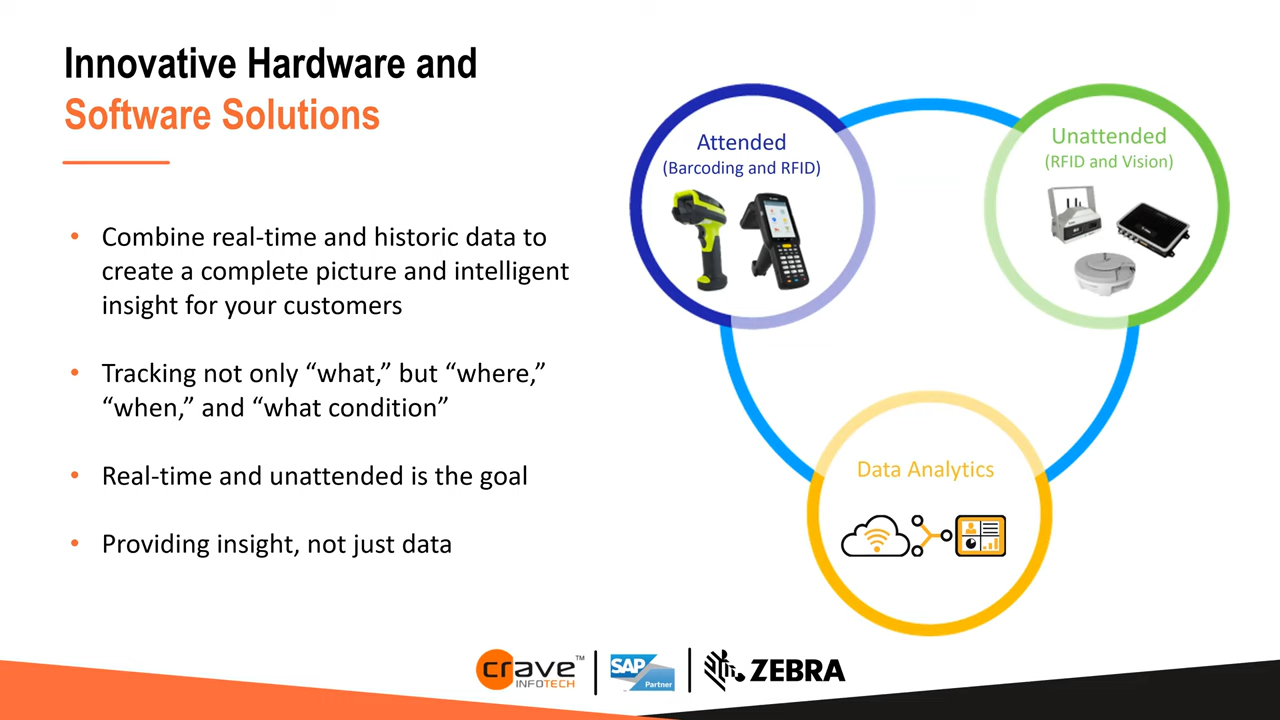 Innovative Hardware and
Software Solutions
• Combine real-time and historic data to
create a complete picture and intelligent
insight for your customers
• Tracking not only “what,” but “where,”
“when,” and “what condition”
• Real-time and unattended is the goal
• Providing insight, not just data
Attended
(Barcoding and RFID)
Unattended
(RFID and Vision)
Data Analytics
crave™
INFOTECH
SAP
Partner
ZEBRA